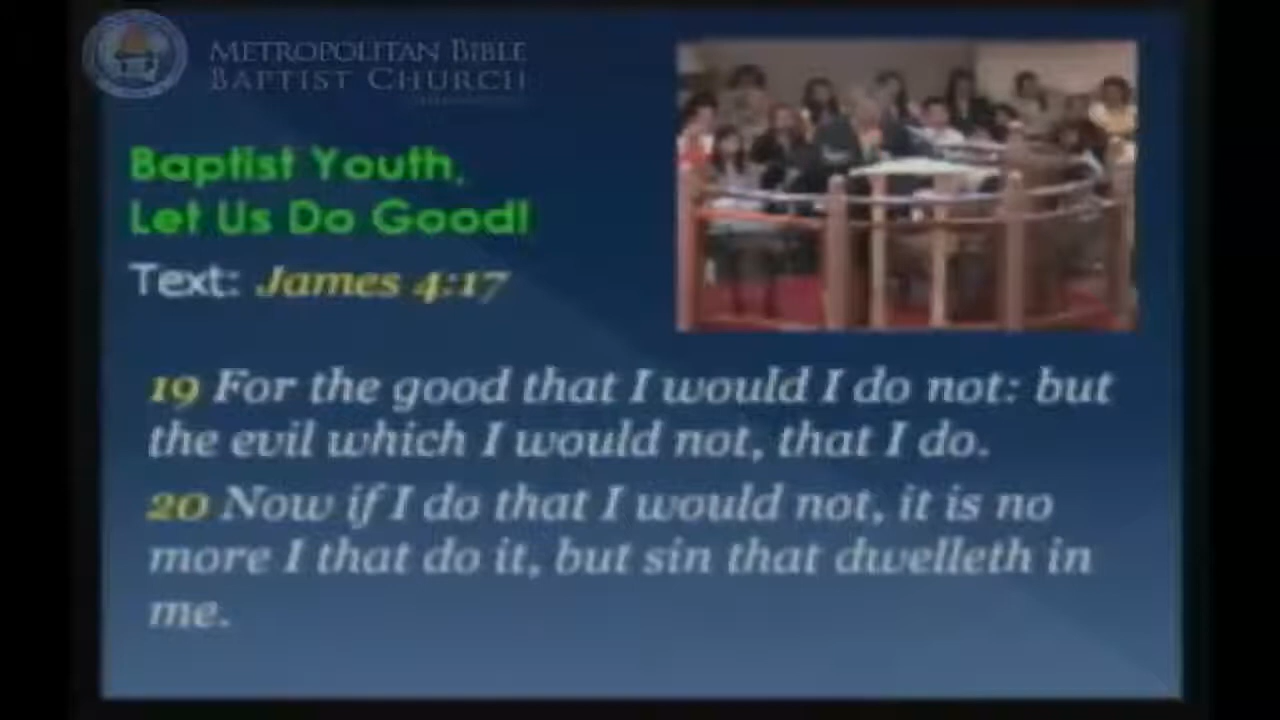 METROPOLITAN BIBLE
BAPTIST CHURCH
Baptist Youth,
Let Us Do Good!
Text: James 4:17
19 For the good that I would I do not: but
the evil which I would not, that I do.
20 Now if I do that I would not, it is no
more I that do it, but sin that dwelleth in
me.